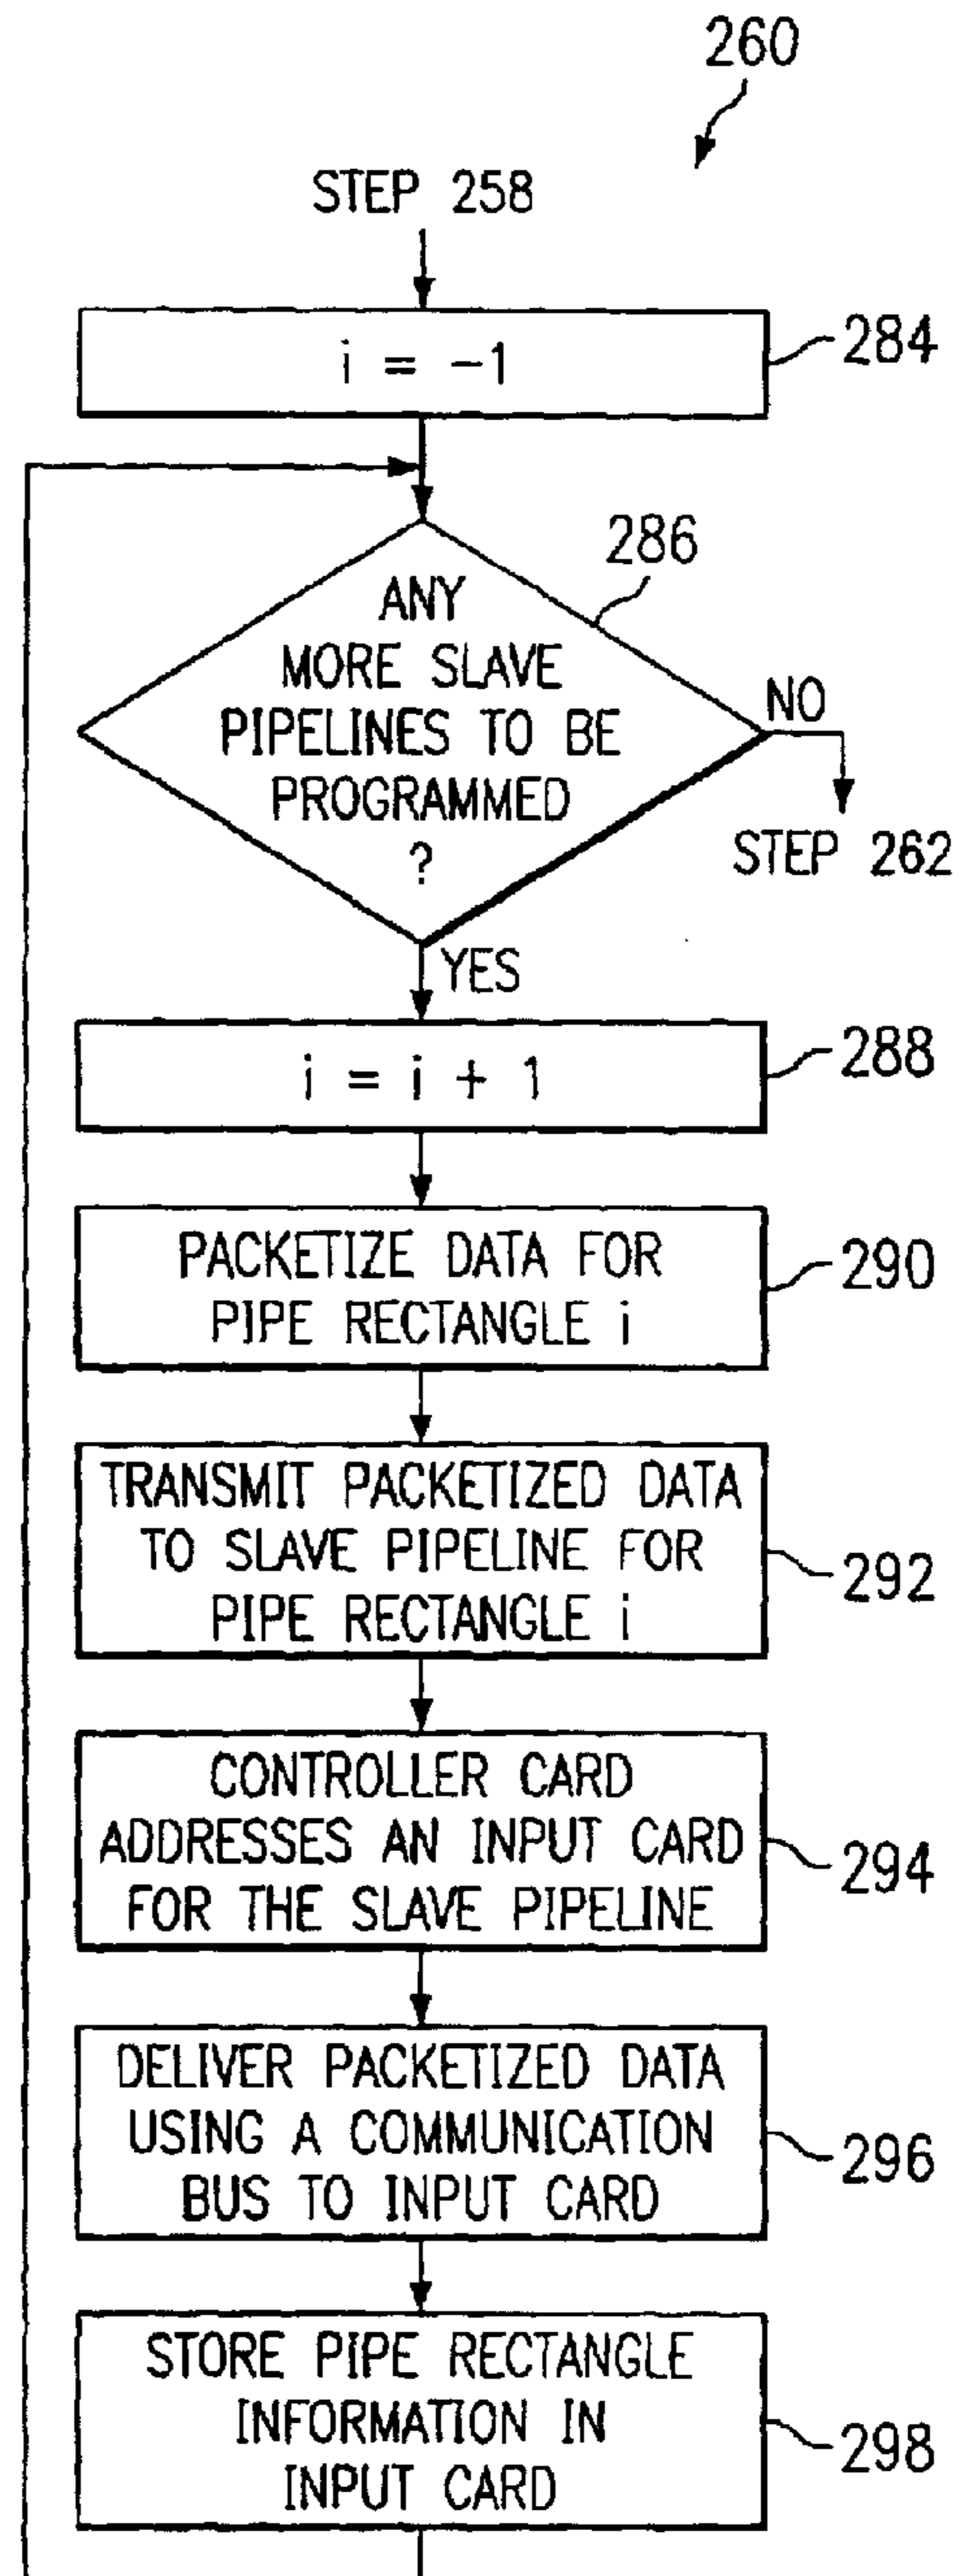 260
STEP 258
i = -1
284
286
ANY
MORE SLAVE
PIPELINES TO BE
PROGRAMMED
?
NO
STEP 262
YES
i = i + 1
288
PACKETIZE DATA FOR
PIPE RECTANGLE i
290
TRANSMIT PACKETIZED DATA
TO SLAVE PIPELINE FOR
PIPE RECTANGLE i
292
CONTROLLER CARD
ADDRESSES AN INPUT CARD
FOR THE SLAVE PIPELINE
294
DELIVER PACKETIZED DATA
USING A COMMUNICATION
BUS TO INPUT CARD
296
STORE PIPE RECTANGLE
INFORMATION IN
INPUT CARD
298